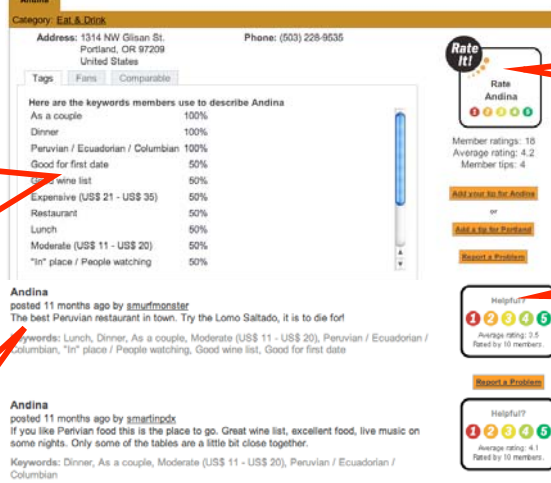 Andina
Category: Eat & Drink
Address: 1314 NW Glisan St.
Portland, OR 97209
United States
Phone: (503) 228-9535
Tags Fans Comparable
Here are the keywords members use to describe Andina
As a couple 100%
Dinner 100%
Peruvian / Ecuadorian / Columbian 100%
Good for first date 50%
Good wine list 50%
Expensive (US$ 21 - US$ 35) 50%
Restaurant 50%
Lunch 50%
Moderate (US$ 11 - US$ 20) 50%
"In" place / People watching 50%
Rate It!
Rate
Andina
1 2 3 4 5
Member ratings: 18
Average rating: 4.2
Member tips: 4
Add your tip for Andina
or
Add a tip for Portland
Report a Problem
Andina
posted 11 months ago by smurfmonster
The best Peruvian restaurant in town. Try the Lomo Saltado, it is to die for!
Keywords: Lunch, Dinner, As a couple, Moderate (US$ 11 - US$ 20), Peruvian / Ecuadorian /
Columbian, "In" place / People watching, Good wine list, Good for first date
Helpful?
1 2 3 4 5
Average rating: 3.5
Rated by 10 members.
Report a Problem
Andina
posted 11 months ago by smartinpdx
If you like Perivian food this is the place to go. Great wine list, excellent food, live music on
some nights. Only some of the tables are a little bit close together.
Keywords: Dinner, As a couple, Moderate (US$ 11 - US$ 20), Peruvian / Ecuadorian /
Columbian
Helpful?
1 2 3 4 5
Average rating: 4.1
Rated by 10 members.